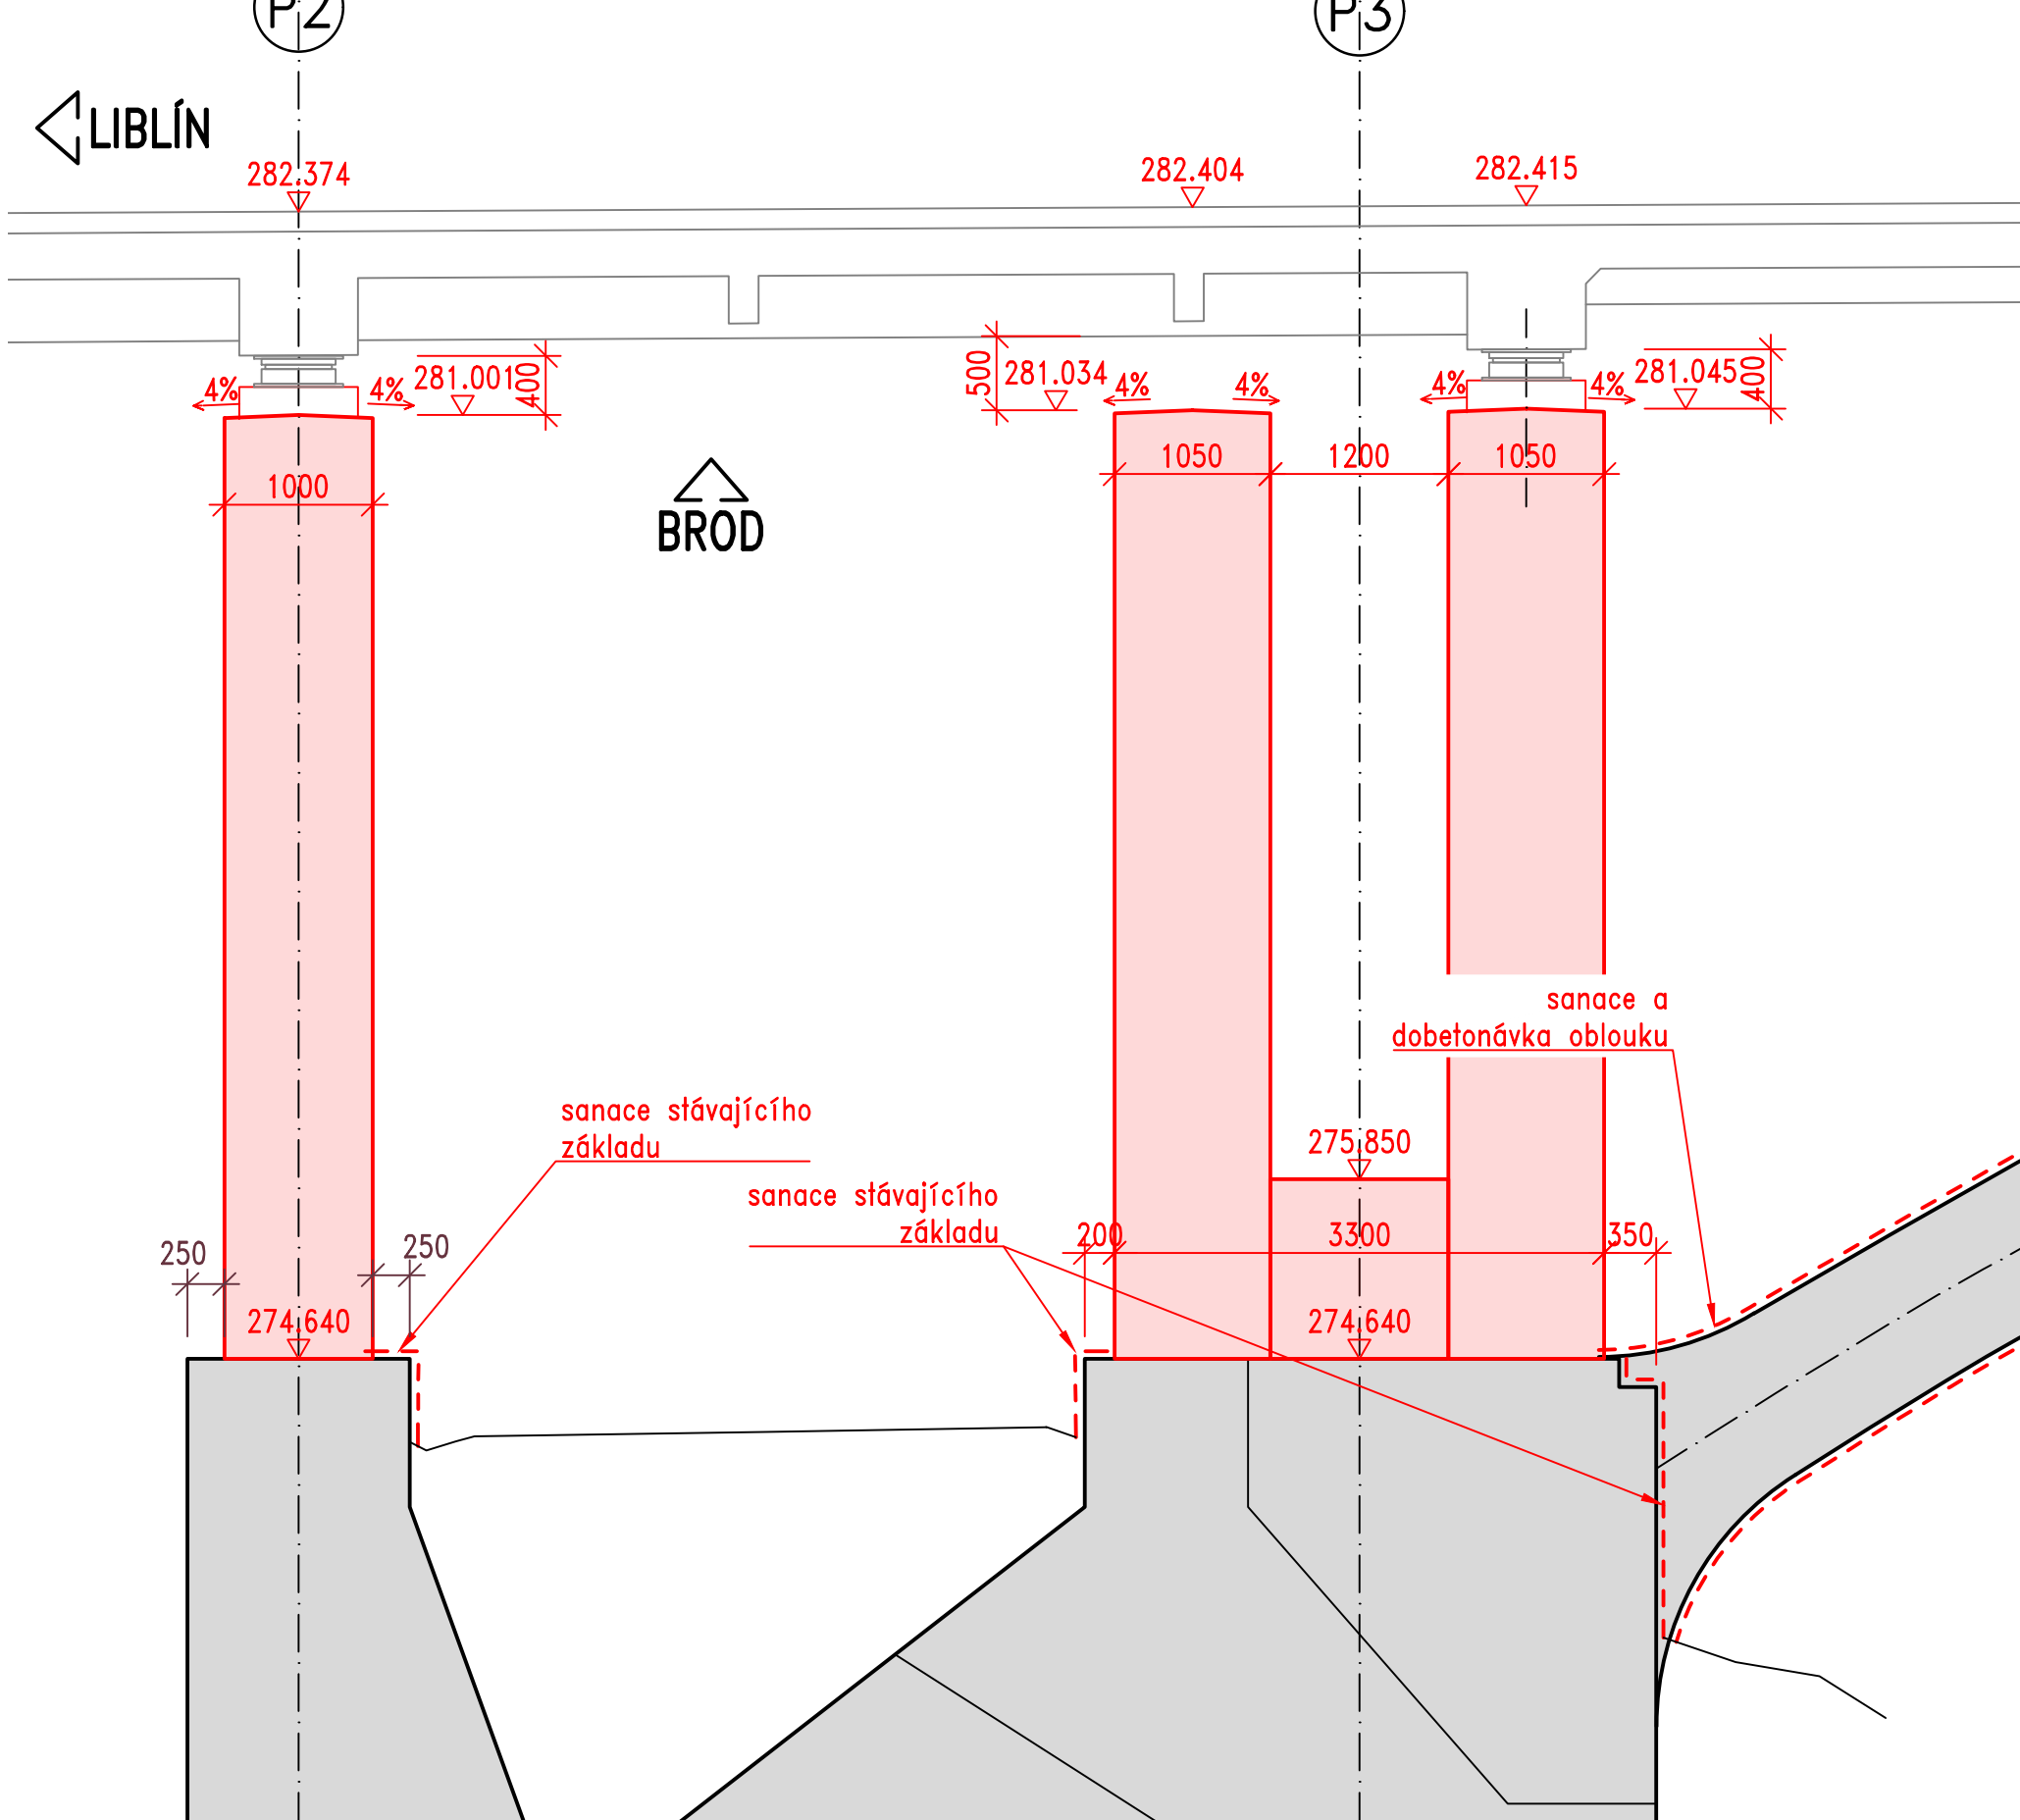 P2
P3
LIBLÍN
282.374
282.404
282.415
4%
4%
281.001
400
500
281.034
4%
4%
4%
4%
281.045
400
1000
1050
1200
1050
BROD
sanace a
dobetonávka oblouku
sanace stávajícího
základu
275.850
sanace stávajícího
základu
200
3300
350
250
250
274.640
274.640